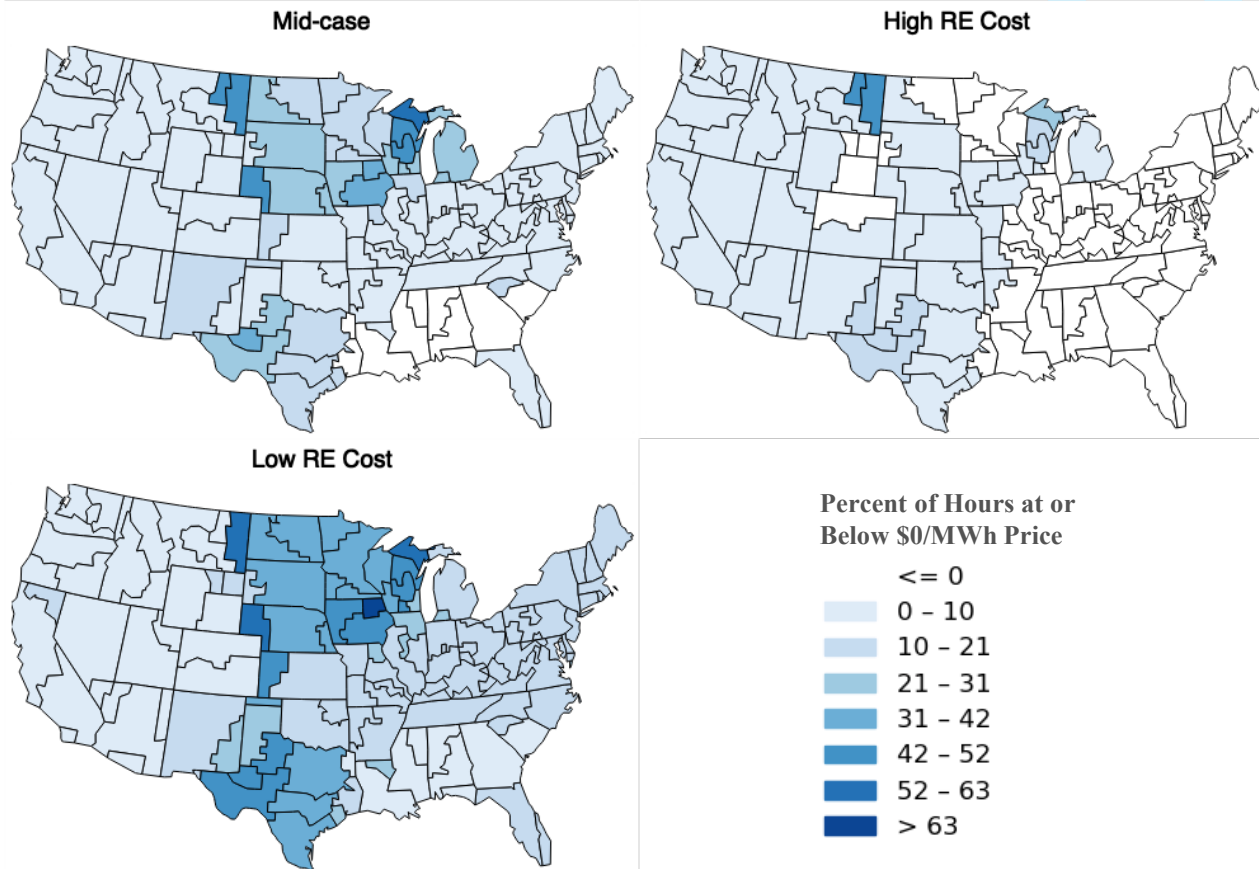 Mid-case
High RE Cost
Low RE Cost
Percent of Hours at or
Below $0/MWh Price
<= 0
0 – 10
10 – 21
21 – 31
31 – 42
42 – 52
52 – 63
> 63